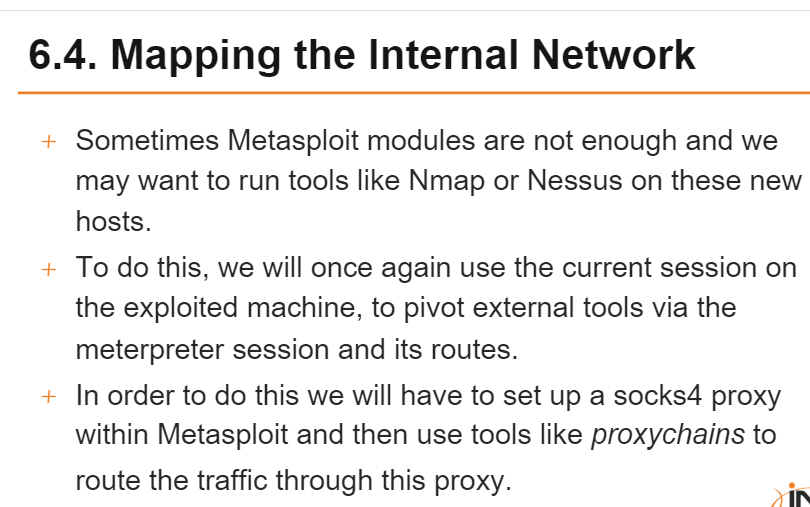 6.4. Mapping the Internal Network
+ Sometimes Metasploit modules are not enough and we
may want to run tools like Nmap or Nessus on these new
hosts.
+ To do this, we will once again use the current session on
the exploited machine, to pivot external tools via the
meterpreter session and its routes.
+ In order to do this we will have to set up a socks4 proxy
within Metasploit and then use tools like proxychains to
route the traffic through this proxy.